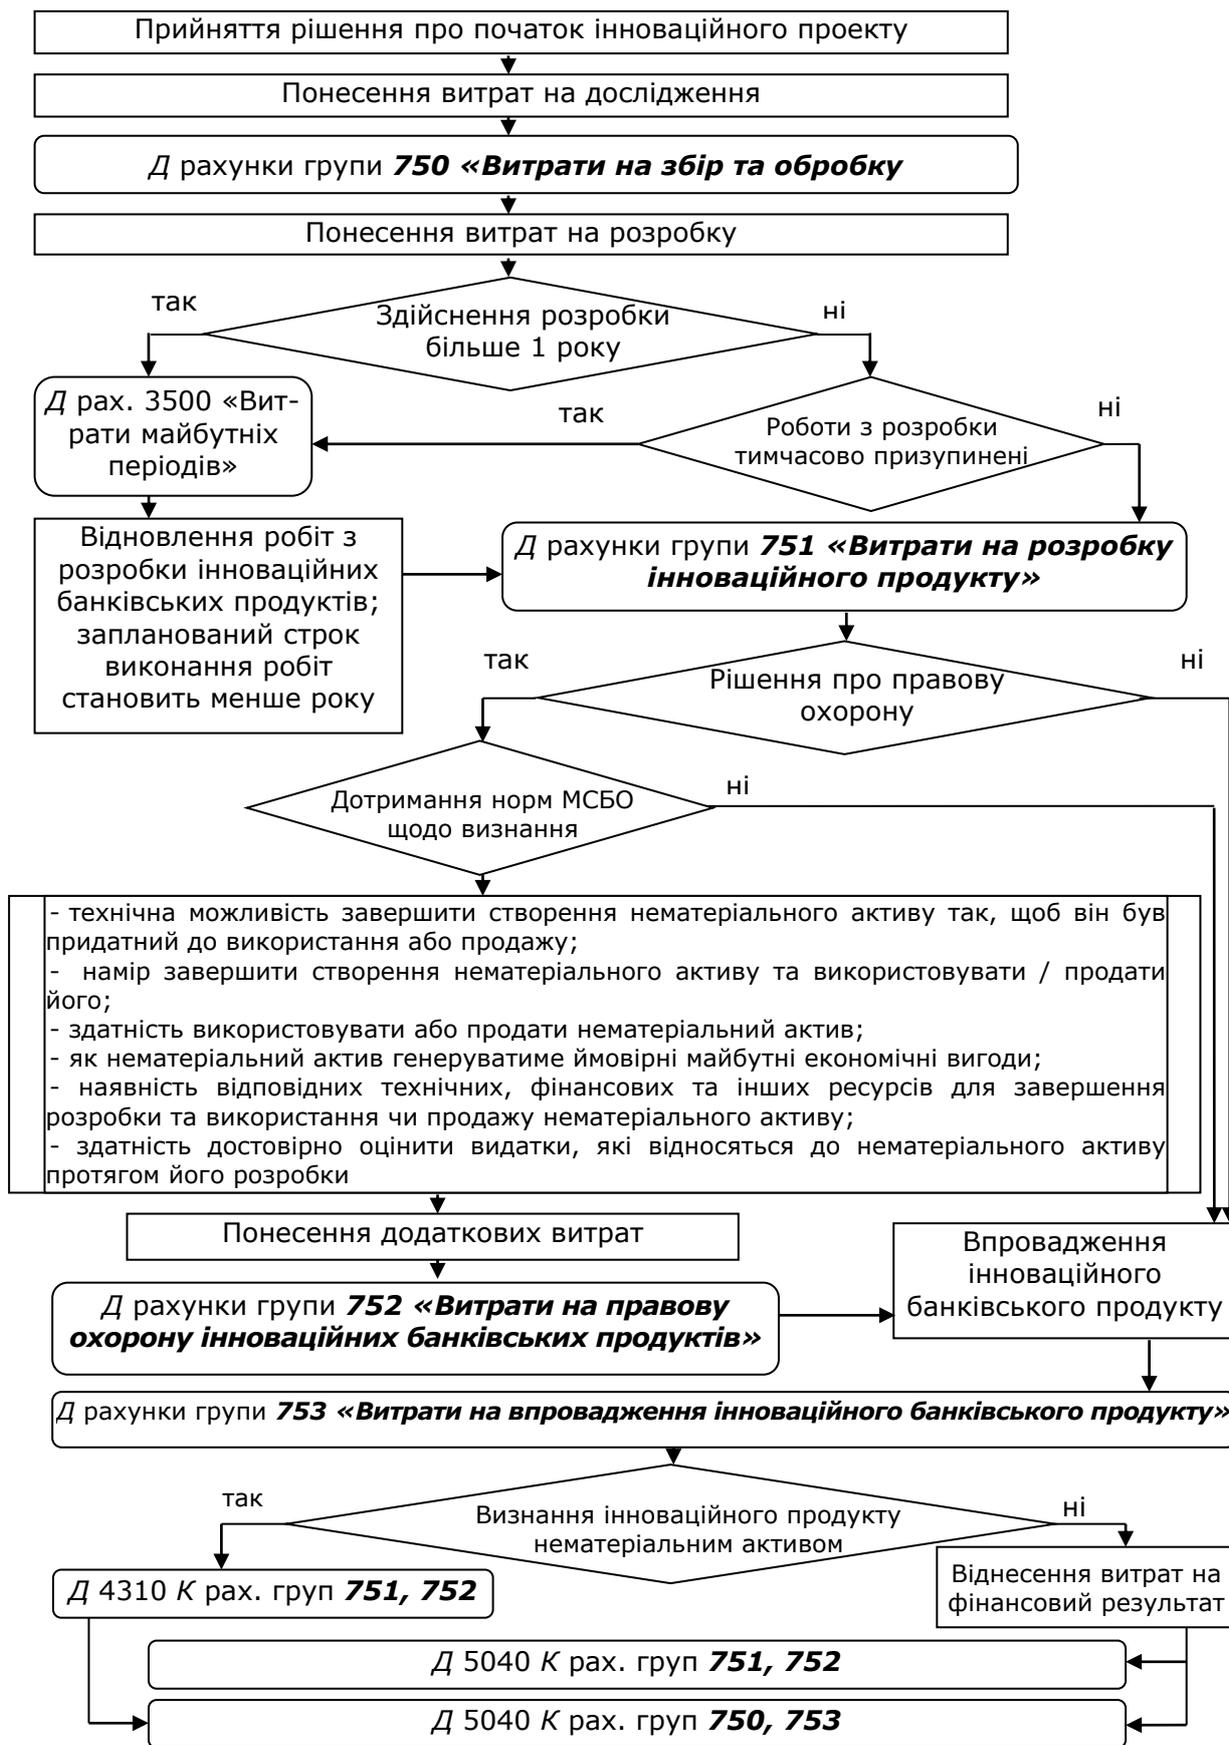 Прийняття рішення про початок інноваційного проекту
Понесення витрат на дослідження
Д рахунки групи 750 «Витрати на збір та обробку
Понесення витрат на розробку
так
Здійснення розробки
більше 1 року
ні
Д рах. 3500 «Вит-
рати майбутніх
періодів»
так
Роботи з розробки
тимчасово призупинені
ні
Відновлення робіт з
розробки інноваційних
банківських продуктів;
запланований строк
виконання робіт
становить менше року
Д рахунки групи 751 «Витрати на розробку
інноваційного продукту»
так
Рішення про правову
охорону
ні
Дотримання норм МСБО
щодо визнання
ні
- технічна можливість завершити створення нематеріального активу так, щоб він був
придатний до використання або продажу;
- намір завершити створення нематеріального активу та використовувати / продати
його;
- здатність використовувати або продати нематеріальний актив;
- як нематеріальний актив генеруватиме ймовірні майбутні економічні вигоди;
- наявність відповідних технічних, фінансових та інших ресурсів для завершення
розробки та використання чи продажу нематеріального активу;
- здатність достовірно оцінити видатки, які відносяться до нематеріального активу
протягом його розробки
Понесення додаткових витрат
Д рахунки групи 752 «Витрати на правову
охорону інноваційних банківських продуктів»
Впровадження
інноваційного
банківського продукту
Д рахунки групи 753 «Витрати на впровадження інноваційного банківського продукту»
так
Визнання інноваційного продукту
нематеріальним активом
ні
Д 4310 К рах. груп 751, 752
Віднесення витрат на
фінансовий результат
Д 5040 К рах. груп 751, 752
Д 5040 К рах. груп 750, 753